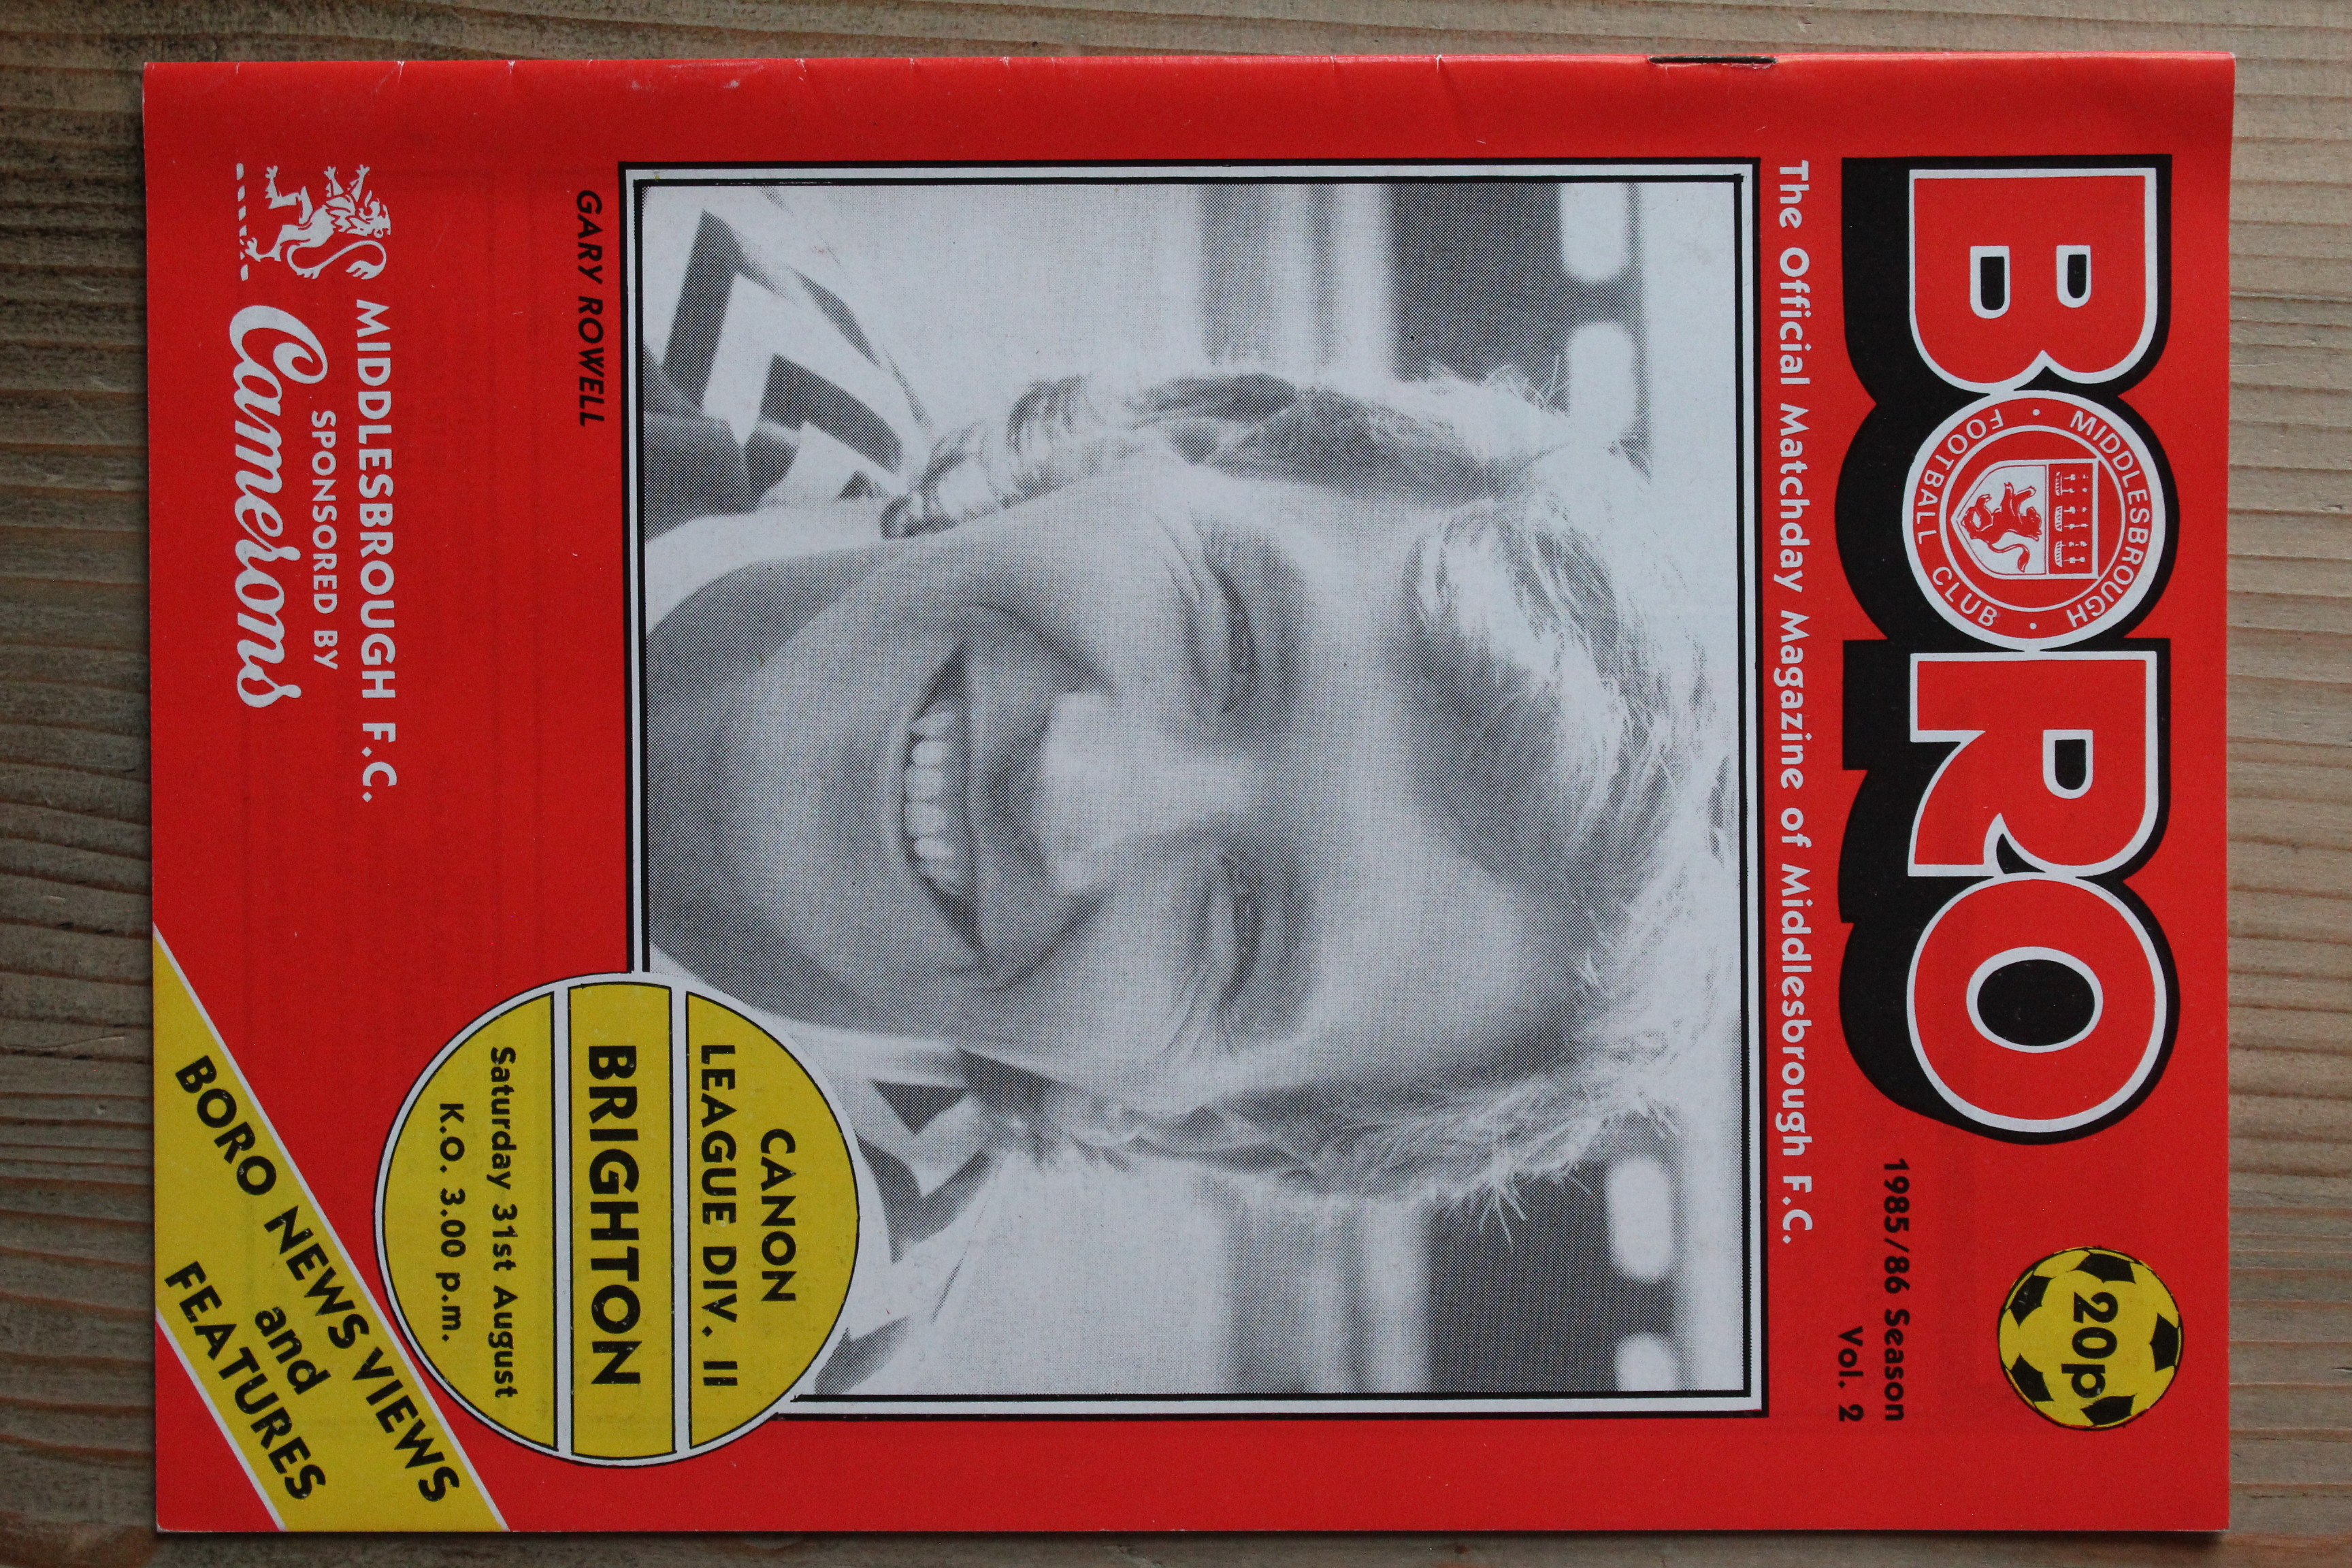 BORO
MIDDLESBROUGH
FOOTBALL CLUB
20p
1985/86 Season
Vol. 2
The Official Matchday Magazine of Middlesbrough F.C.
GARY ROWELL
CANON
LEAGUE DIV. II
BRIGHTON
Saturday 31st August
K.O. 3.00 p.m.
MIDDLESBROUGH F.C.
SPONSORED BY
Camerons
BORO NEWS VIEWS
and
FEATURES